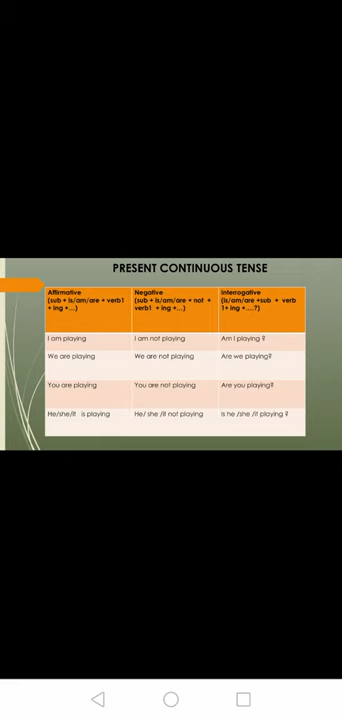 PRESENT CONTINUOUS TENSE
Affirmative
(sub + is/am/are + verb1
+ ing +...)
Negative
(sub + is/am/are + not +
verb1 + ing +...)
Interrogative
(is/am/are +sub + verb
1+ ing +....?)
I am playing
I am not playing
Am I playing ?
We are playing
We are not playing
Are we playing?
You are playing
You are not playing
Are you playing?
He/she/it is playing
He/ she /it not playing
Is he /she /it playing ?